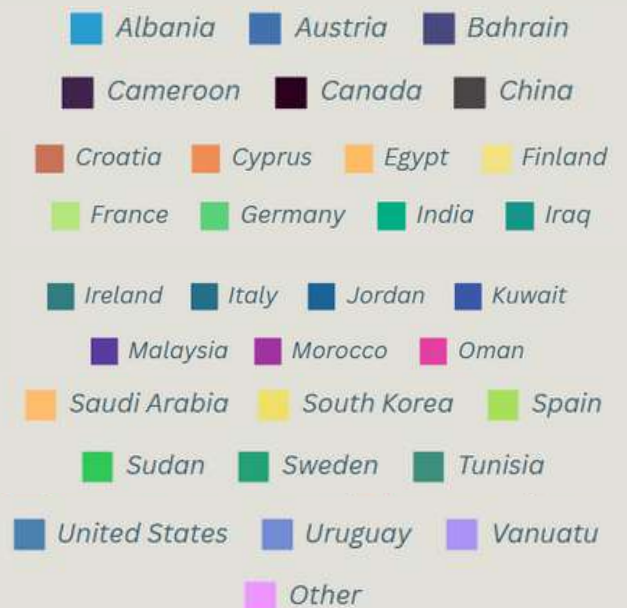 Albania Austria Bahrain
Cameroon Canada China
Croatia Cyprus Egypt Finland
France Germany India Iraq
Ireland Italy Jordan Kuwait
Malaysia Morocco Oman
Saudi Arabia South Korea Spain
Sudan Sweden Tunisia
United States Uruguay Vanuatu
Other